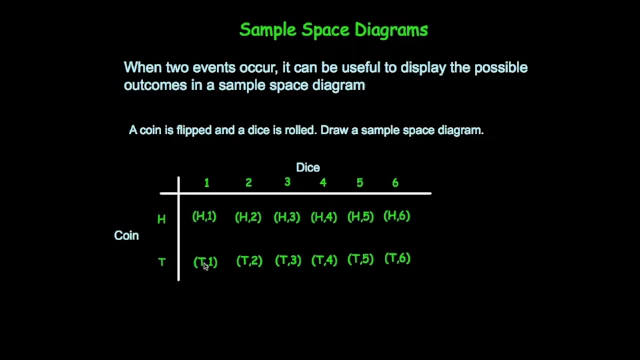 Sample Space Diagrams
When two events occur, it can be useful to display the possible
outcomes in a sample space diagram
A coin is flipped and a dice is rolled. Draw a sample space diagram.
Dice
1 2 3 4 5 6
H (H,1) (H,2) (H,3) (H,4) (H,5) (H,6)
Coin
T (T,1) (T,2) (T,3) (T,4) (T,5) (T,6)